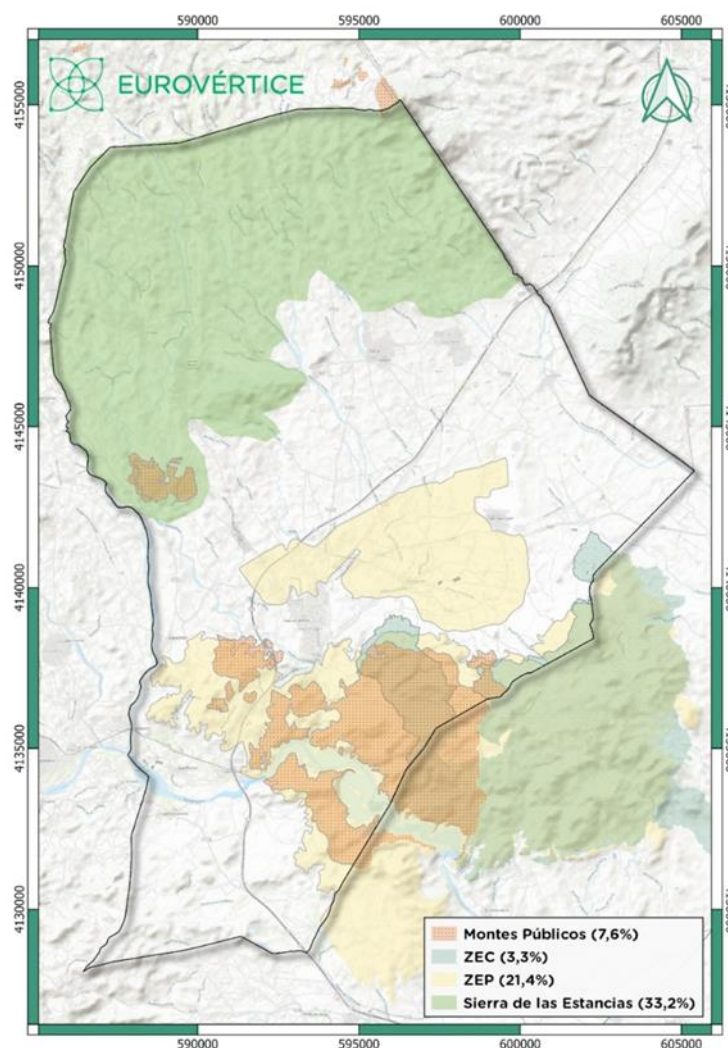 590000 595000 600000 605000
EUROVÉRTICE
4155000
4150000
4145000
4140000
4135000
4130000
Montes Públicos (7,6%)
ZEC (3,3%)
ZEP (21,4%)
Sierra de las Estancias (33,2%)
590000 595000 600000 605000